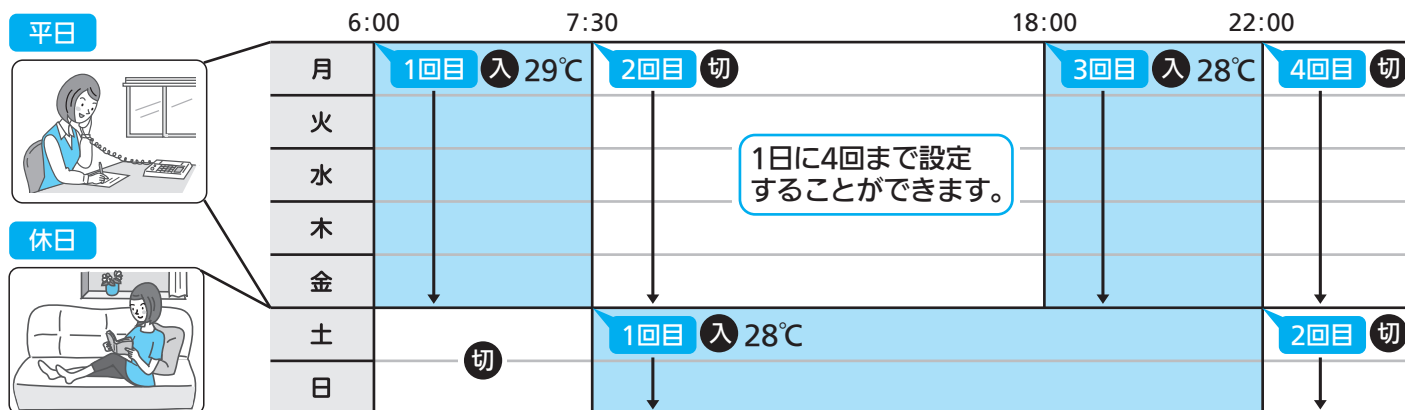 平日
6:00 7:30 18:00 22:00
月 1回目 入 29℃ 2回目 切 3回目 入 28℃ 4回目 切
火
水
1日に4回まで設定
することができます。
木
金
休日
土 1回目 入 28℃ 2回目 切
切
日